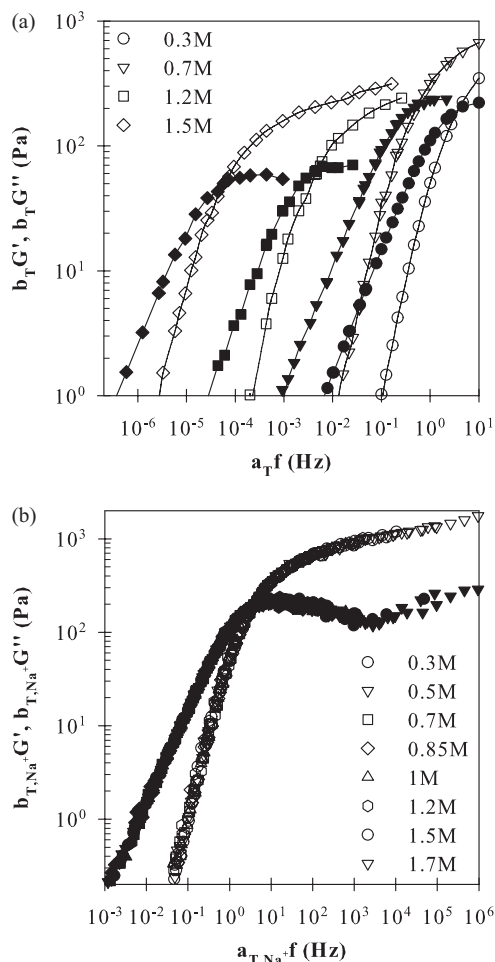 (a)
10³
10²
10¹
10⁰
b_T G', b_T G'' (Pa)
0.3M
0.7M
1.2M
1.5M
10⁻⁶ 10⁻⁵ 10⁻⁴ 10⁻³ 10⁻² 10⁻¹ 10⁰ 10¹
a_T f (Hz)
(b)
10³
10²
10¹
10⁰
b_T,Na⁺G', b_T,Na⁺G'' (Pa)
0.3M
0.5M
0.7M
0.85M
1M
1.2M
1.5M
1.7M
10⁻³ 10⁻² 10⁻¹ 10⁰ 10¹ 10² 10³ 10⁴ 10⁵ 10⁶
a_T,Na⁺f (Hz)